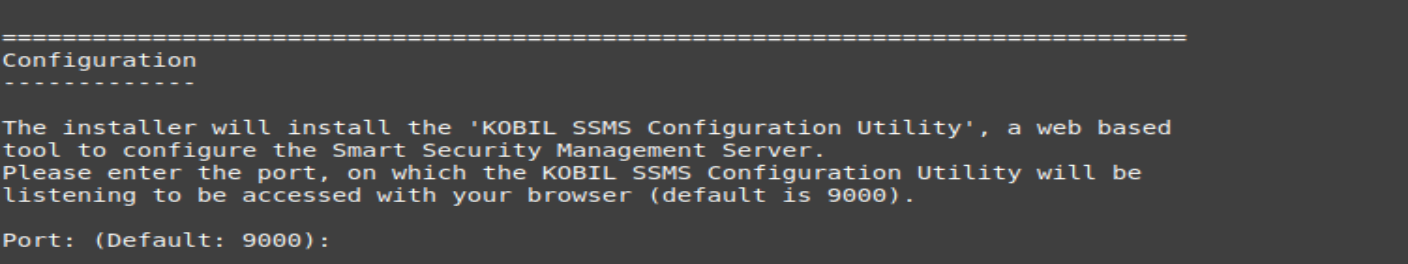 ===============================================================================
Configuration
-------------
The installer will install the 'KOBIL SSMS Configuration Utility', a web based
tool to configure the Smart Security Management Server.
Please enter the port, on which the KOBIL SSMS Configuration Utility will be
listening to be accessed with your browser (default is 9000).
Port: (Default: 9000):